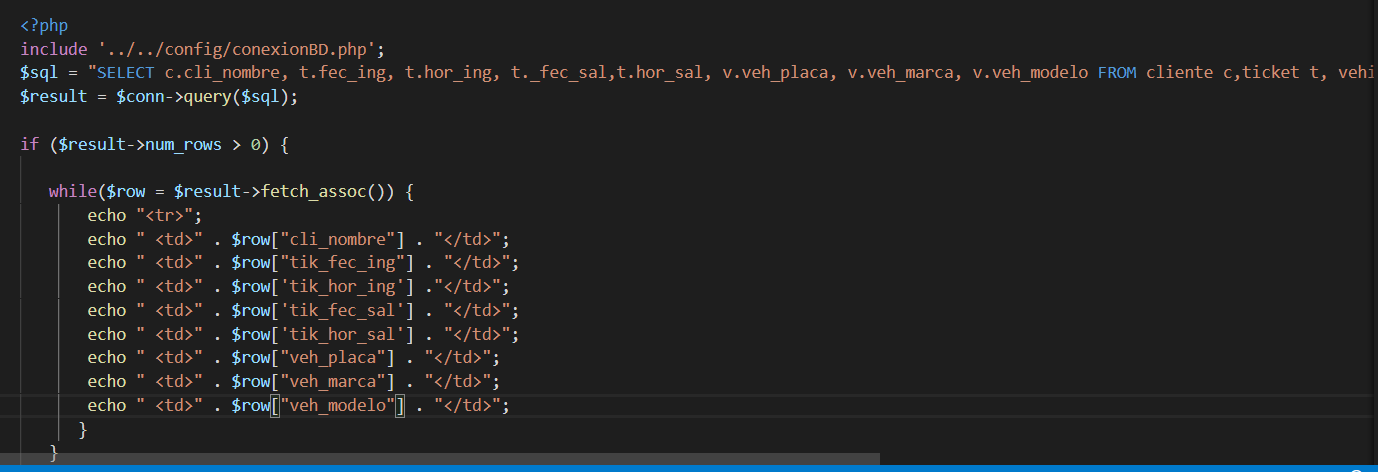 <?php
include '../../config/conexionBD.php';
$sql = "SELECT c.cli_nombre, t.fec_ing, t.hor_ing, t._fec_sal,t.hor_sal, v.veh_placa, v.veh_marca, v.veh_modelo FROM cliente c,ticket t, vehi
$result = $conn->query($sql);
if ($result->num_rows > 0) {
while($row = $result->fetch_assoc()) {
echo "<tr>";
echo " <td>" . $row["cli_nombre"] . "</td>";
echo " <td>" . $row["tik_fec_ing"] . "</td>";
echo " <td>" . $row['tik_hor_ing'] ."</td>";
echo " <td>" . $row['tik_fec_sal'] . "</td>";
echo " <td>" . $row['tik_hor_sal'] . "</td>";
echo " <td>" . $row["veh_placa"] . "</td>";
echo " <td>" . $row["veh_marca"] . "</td>";
echo " <td>" . $row["veh_modelo"] . "</td>";
}
}